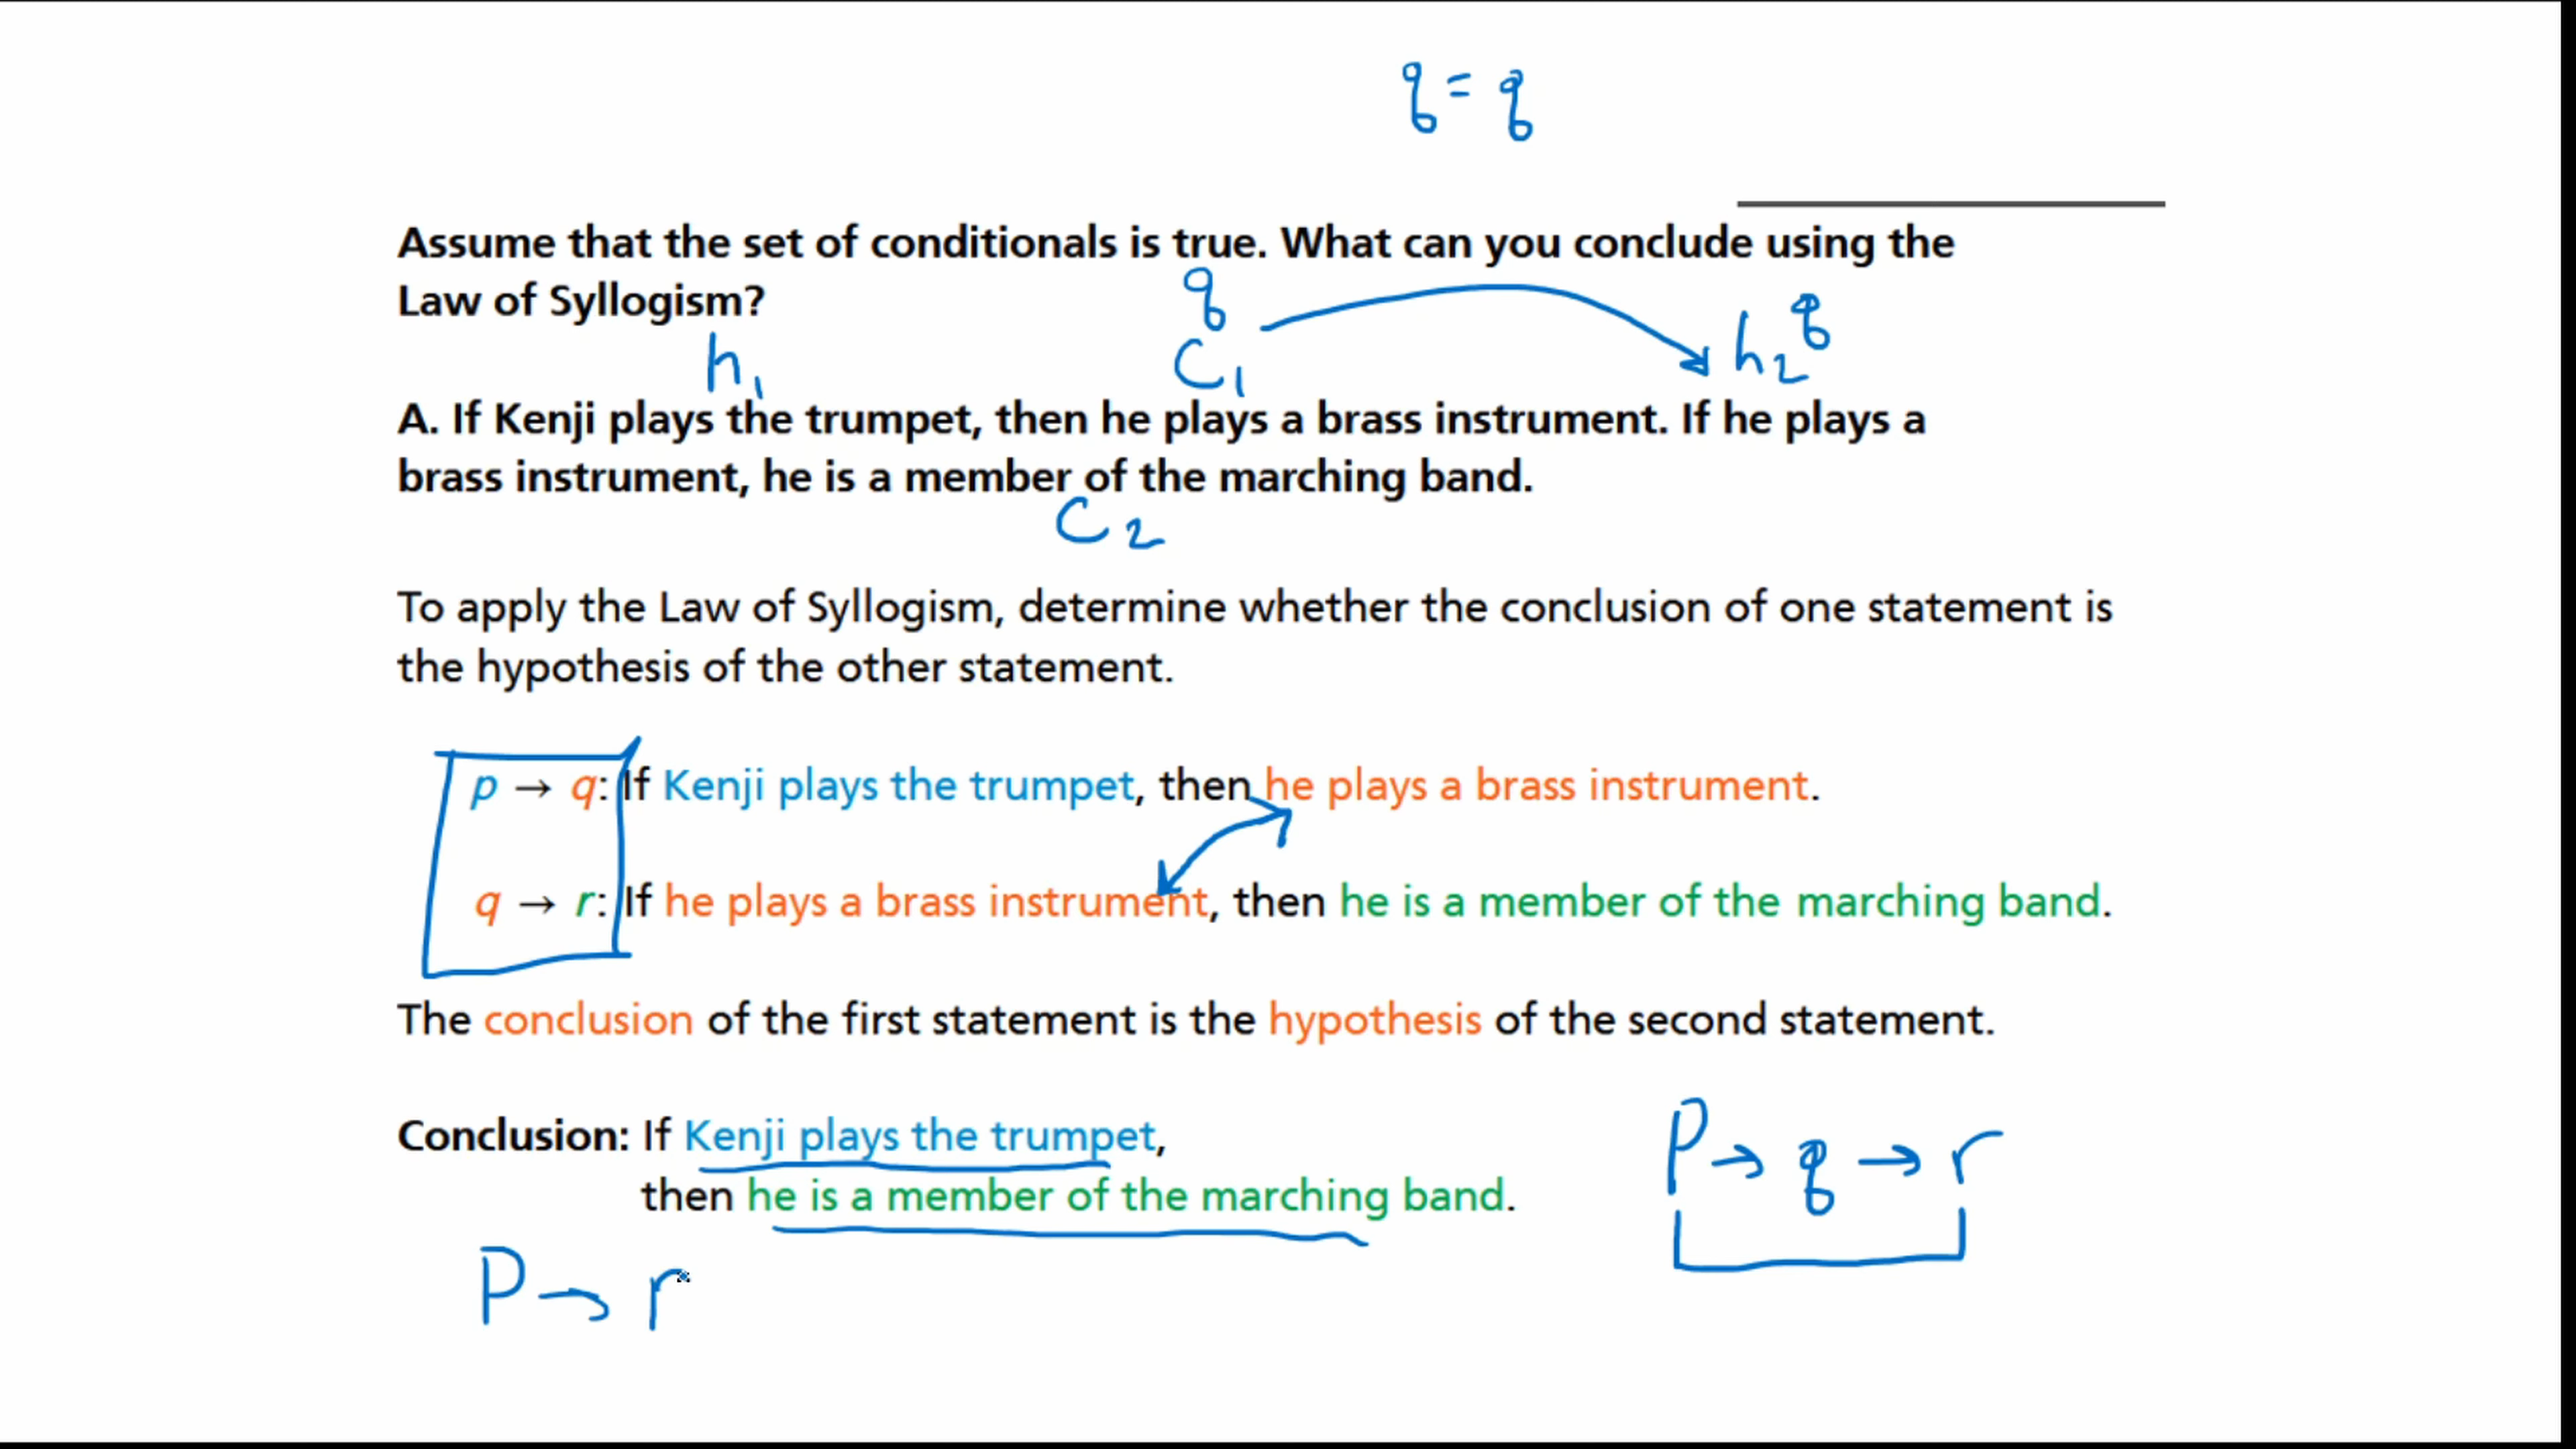 q = q
Assume that the set of conditionals is true. What can you conclude using the
Law of Syllogism?
q
h₁ C₁ h₂ q
A. If Kenji plays the trumpet, then he plays a brass instrument. If he plays a
brass instrument, he is a member of the marching band.
C₂
To apply the Law of Syllogism, determine whether the conclusion of one statement is
the hypothesis of the other statement.
p → q: If Kenji plays the trumpet, then he plays a brass instrument.
q → r: If he plays a brass instrument, then he is a member of the marching band.
The conclusion of the first statement is the hypothesis of the second statement.
Conclusion: If Kenji plays the trumpet,
then he is a member of the marching band.
P → q → r
P → r